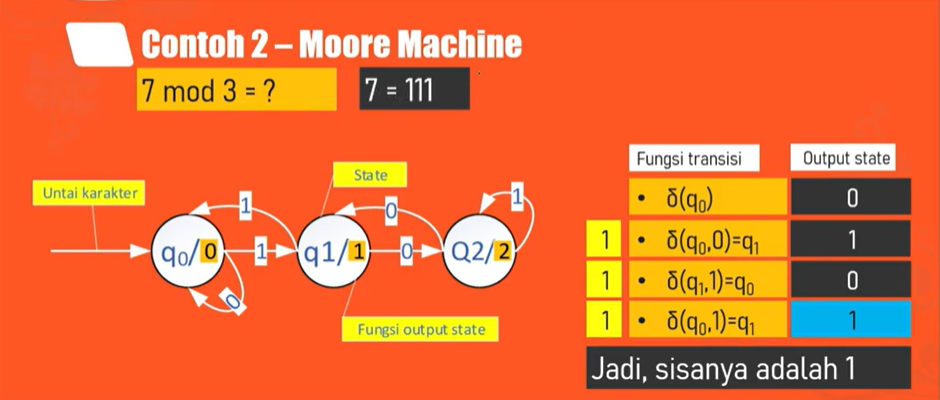 Contoh 2 – Moore Machine
7 mod 3 = ?
7 = 111
Untai karakter
State
1
0
1
q₀/0
1
q1/1
0
Q2/2
0
Fungsi output state
Fungsi transisi
Output state
• δ(q₀)
0
1
• δ(q₀,0)=q₁
1
1
• δ(q₁,1)=q₀
0
1
• δ(q₀,1)=q₁
1
Jadi, sisanya adalah 1